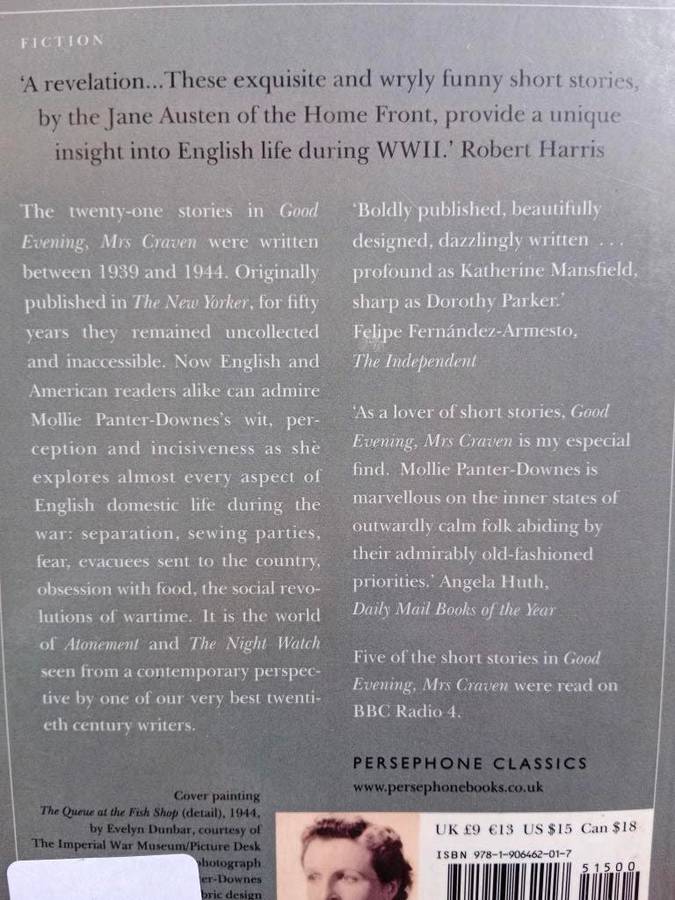 FICTION
‘A revelation...These exquisite and wryly funny short stories,
by the Jane Austen of the Home Front, provide a unique
insight into English life during WWII.’ Robert Harris
The twenty-one stories in Good
Evening, Mrs Craven were written
between 1939 and 1944. Originally
published in The New Yorker, for fifty
years they remained uncollected
and inaccessible. Now English and
American readers alike can admire
Mollie Panter-Downes’s wit, per-
ception and incisiveness as she
explores almost every aspect of
English domestic life during the
war: separation, sewing parties,
fear, evacuees sent to the country,
obsession with food, the social revo-
lutions of wartime. It is the world
of Atonement and The Night Watch
seen from a contemporary perspec-
tive by one of our very best twenti-
eth century writers.
‘Boldly published, beautifully
designed, dazzlingly written . . .
profound as Katherine Mansfield,
sharp as Dorothy Parker.’
Felipe Fernández-Armesto,
The Independent
‘As a lover of short stories, Good
Evening, Mrs Craven is my especial
find. Mollie Panter-Downes is
marvellous on the inner states of
outwardly calm folk abiding by
their admirably old-fashioned
priorities.’ Angela Huth,
Daily Mail Books of the Year
Five of the short stories in Good
Evening, Mrs Craven were read on
BBC Radio 4.
PERSEPHONE CLASSICS
www.persephonebooks.co.uk
Cover painting
The Queue at the Fish Shop (detail), 1944,
by Evelyn Dunbar, courtesy of
The Imperial War Museum/Picture Desk
photograph
er-Downes
bric design
UK £9 €13 US $15 Can $18
ISBN 978-1-906462-01-7
51500